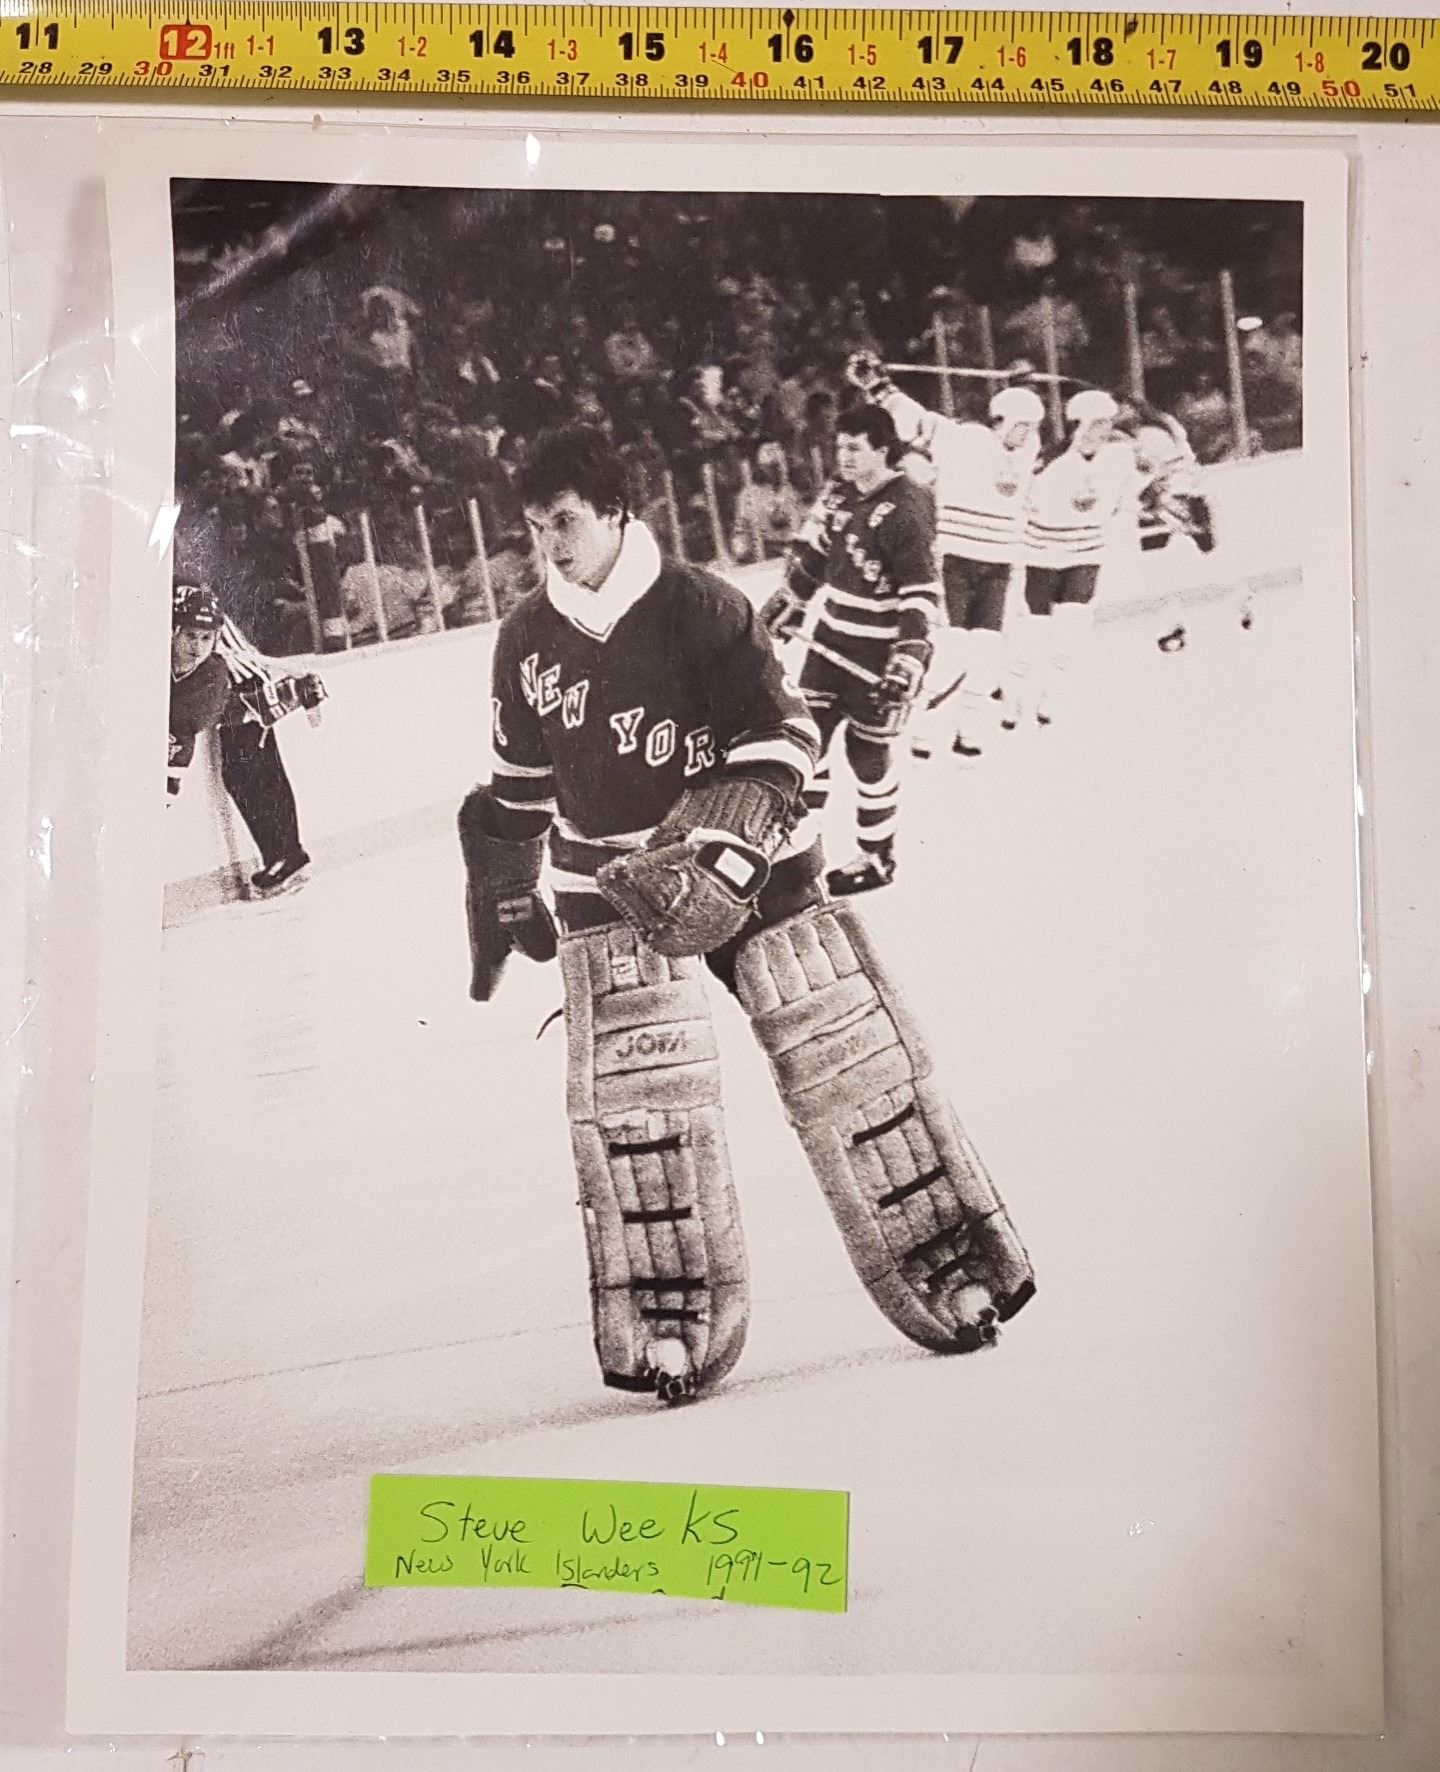 11 12 1ft 1-1 13 1-2 14 1-3 15 1-4 16 1-5 17 1-6 18 1-7 19 1-8 20
28 29 30 31 32 33 34 35 36 37 38 39 40 41 42 43 44 45 46 47 48 49 50 51
NEW YOR
JOFA
Steve Weeks
New York Islanders 1991-92